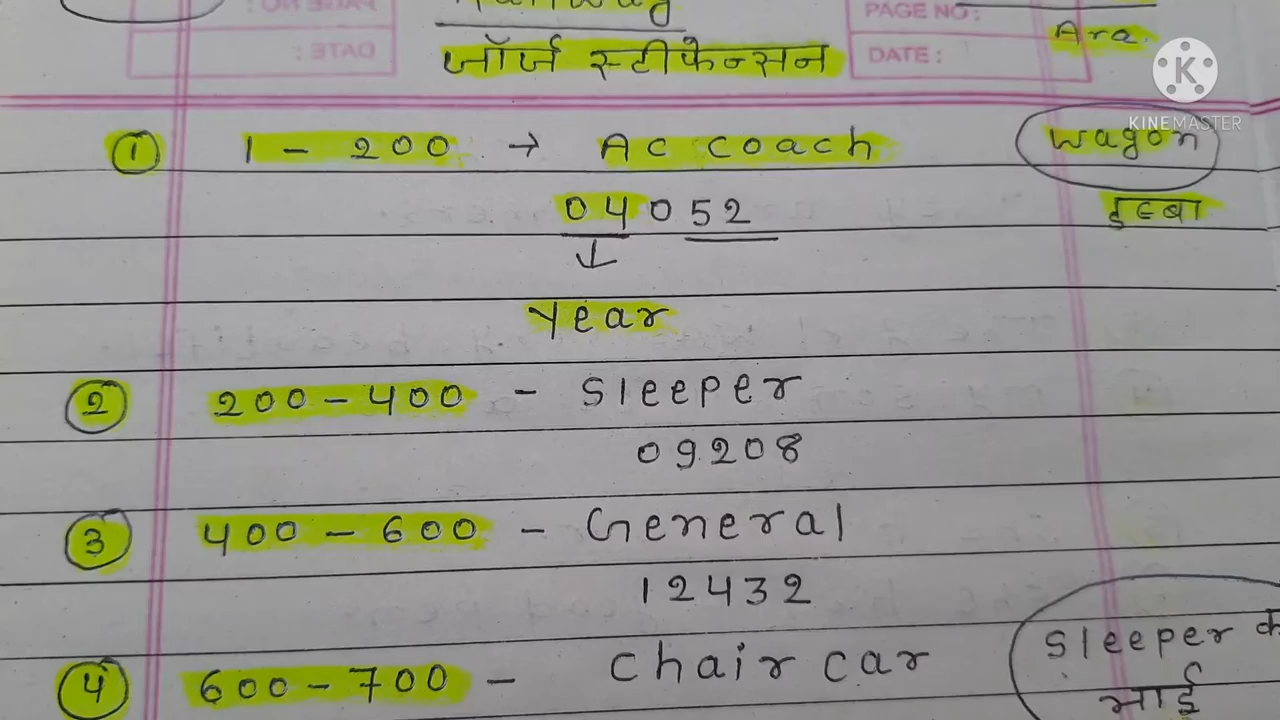 Railway
PAGE NO:
DATE:
जॉर्ज स्टीफेन्सन
Ara
KINEMASTER
① 1 - 200 → AC coach
wagon
डब्बा
04052
↓
Year
② 200 - 400 - Sleeper
09208
③ 400 - 600 - General
12432
④ 600 - 700 - chair car
Sleeper
भाई